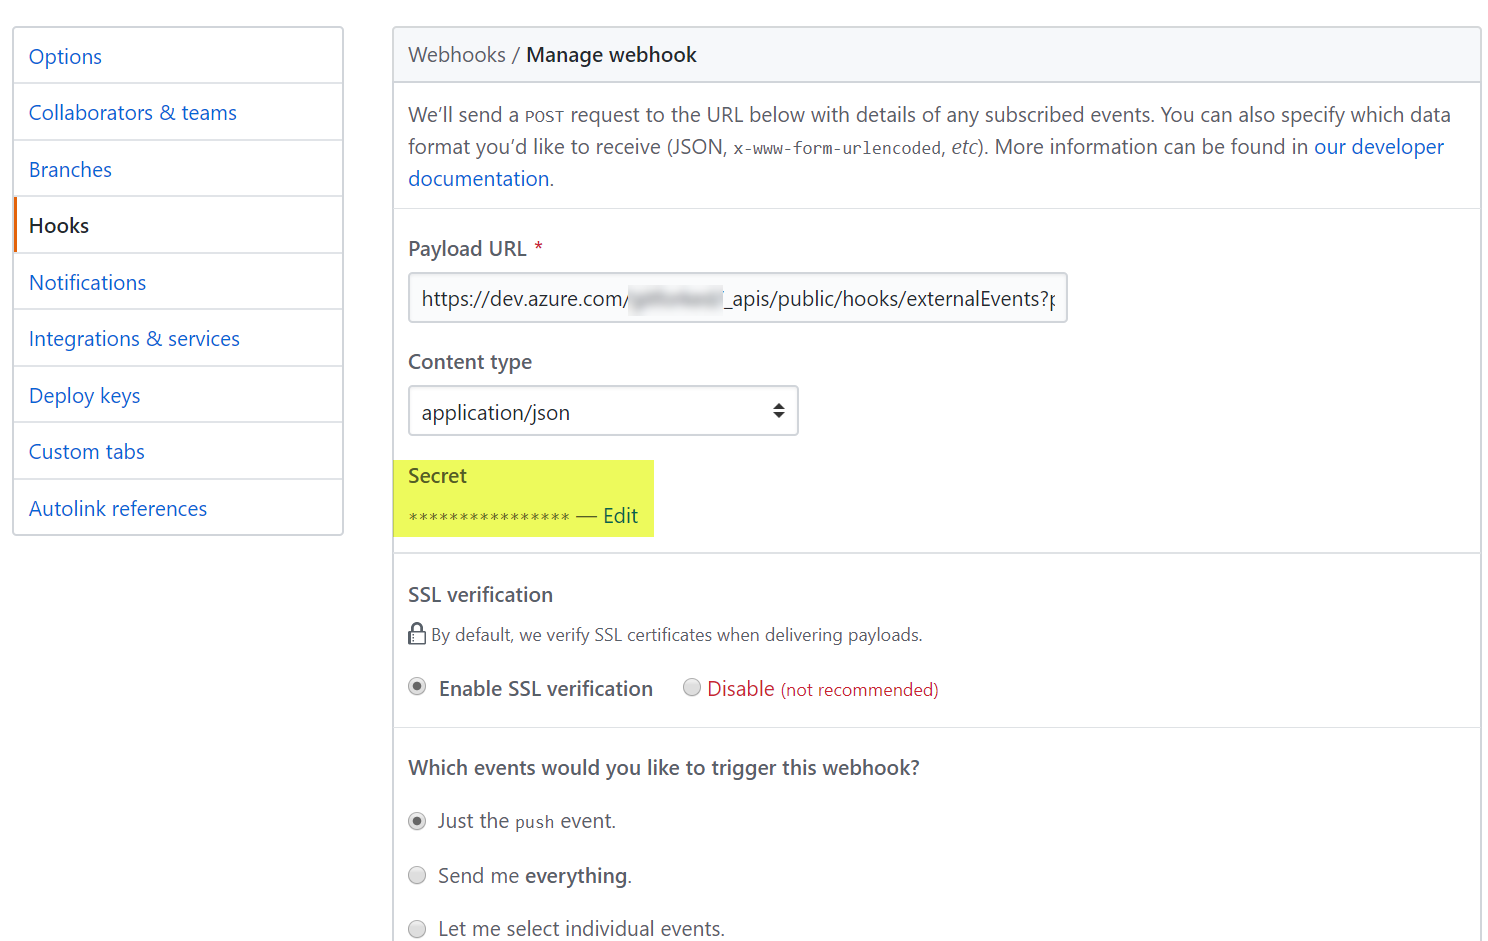 Options
Collaborators & teams
Branches
Hooks
Notifications
Integrations & services
Deploy keys
Custom tabs
Autolink references
Webhooks / Manage webhook
We’ll send a POST request to the URL below with details of any subscribed events. You can also specify which data
format you’d like to receive (JSON, x-www-form-urlencoded, etc). More information can be found in our developer
documentation.
Payload URL *
https://dev.azure.com/ _apis/public/hooks/externalEvents?p
Content type
application/json
Secret
**************** — Edit
SSL verification
By default, we verify SSL certificates when delivering payloads.
Enable SSL verification Disable (not recommended)
Which events would you like to trigger this webhook?
Just the push event.
Send me everything.
Let me select individual events.